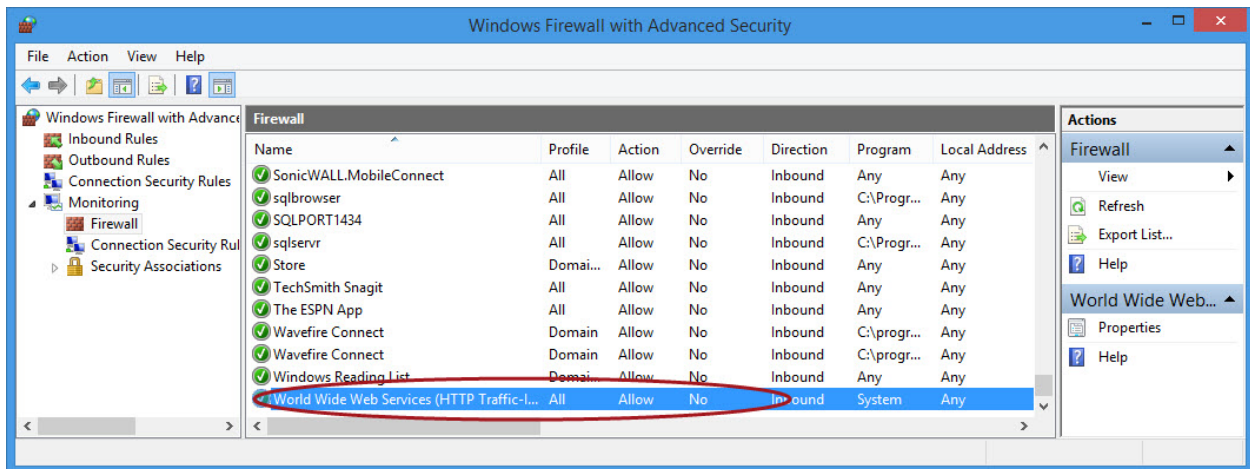 Windows Firewall with Advanced Security
File Action View Help
Windows Firewall with Advance
Inbound Rules
Outbound Rules
Connection Security Rules
Monitoring
Firewall
Connection Security Rul
Security Associations
Firewall
Name Profile Action Override Direction Program Local Address
SonicWALL.MobileConnect All Allow No Inbound Any Any
sqlbrowser All Allow No Inbound C:\Progr... Any
SQLPORT1434 All Allow No Inbound Any Any
sqlservr All Allow No Inbound C:\Progr... Any
Store Domai... Allow No Inbound Any Any
TechSmith Snagit All Allow No Inbound Any Any
The ESPN App All Allow No Inbound Any Any
Wavefire Connect Domain Allow No Inbound C:\progr... Any
Wavefire Connect Domain Allow No Inbound C:\progr... Any
Windows Reading List Domai... Allow No Inbound Any Any
World Wide Web Services (HTTP Traffic-I... All Allow No Inbound System Any
Actions
Firewall
View
Refresh
Export List...
Help
World Wide Web...
Properties
Help